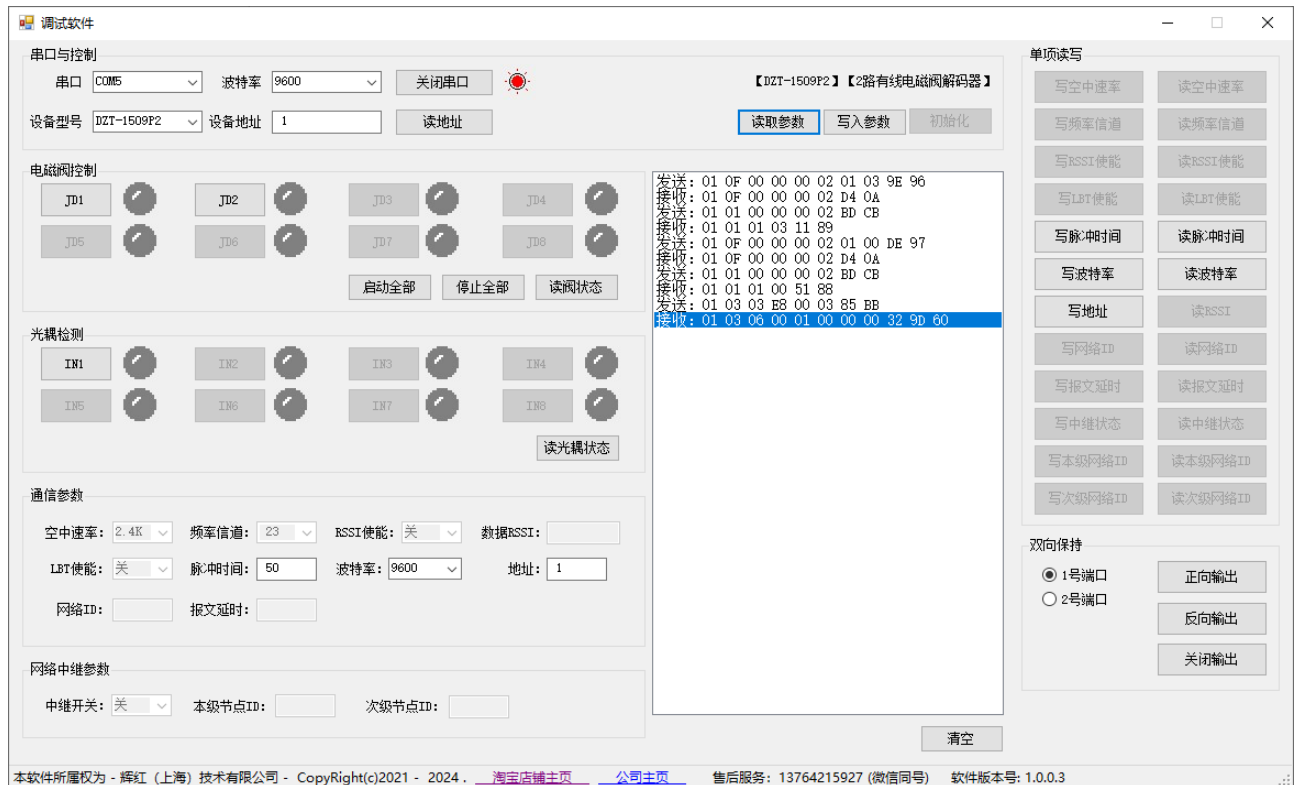 调试软件
串口与控制
串口 COM5 波特率 9600 关闭串口 【DZT-1509P2】【2路有线电磁阀解码器】
设备型号 DZT-1509P2 设备地址 1 读地址 读取参数 写入参数 初始化
电磁阀控制
JD1 JD2 JD3 JD4
JD5 JD6 JD7 JD8
启动全部 停止全部 读阀状态
光耦检测
IN1 IN2 IN3 IN4
IN5 IN6 IN7 IN8
读光耦状态
通信参数
空中速率: 2.4K 频率信道: 23 RSSI使能: 关 数据RSSI:
LBT使能: 关 脉冲时间: 50 波特率: 9600 地址: 1
网络ID: 报文延时:
网络中继参数
中继开关: 关 本级节点ID: 次级节点ID:
发送: 01 0F 00 00 00 02 01 03 9E 96
接收: 01 0F 00 00 00 02 D4 0A
发送: 01 01 00 00 00 02 BD CB
接收: 01 01 01 03 11 89
发送: 01 0F 00 00 00 02 01 00 DE 97
接收: 01 0F 00 00 00 02 D4 0A
发送: 01 01 00 00 00 02 BD CB
接收: 01 01 01 00 51 88
发送: 01 03 03 E8 00 03 85 BB
接收: 01 03 06 00 01 00 00 00 32 9D 60
清空
单项读写
写空中速率 读空中速率
写频率信道 读频率信道
写RSSI使能 读RSSI使能
写LBT使能 读LBT使能
写脉冲时间 读脉冲时间
写波特率 读波特率
写地址 读RSSI
写网络ID 读网络ID
写报文延时 读报文延时
写中继状态 读中继状态
写本级网络ID 读本级网络ID
写次级网络ID 读次级网络ID
双向保持
1号端口 正向输出
2号端口
反向输出
关闭输出
本软件所属权为 - 辉红（上海）技术有限公司 - CopyRight(c)2021 - 2024 . 淘宝店铺主页 公司主页 售后服务: 13764215927 (微信同号) 软件版本号: 1.0.0.3